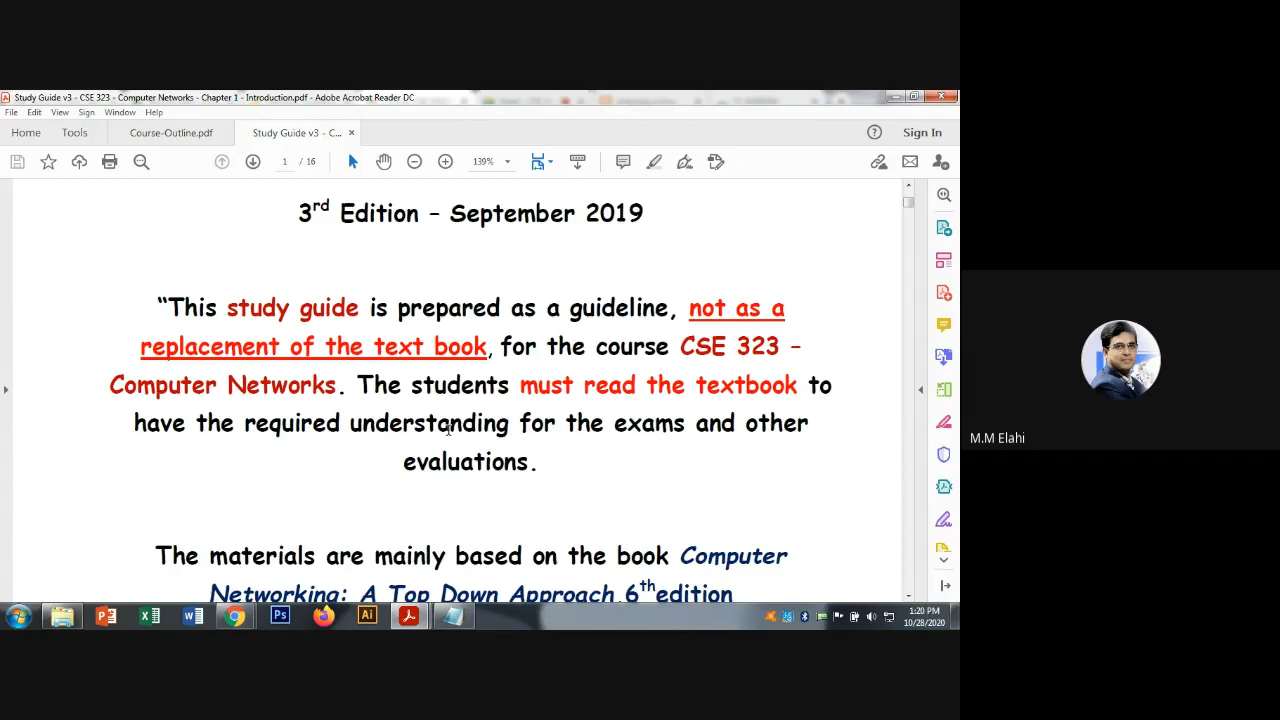 Study Guide v3 - CSE 323 - Computer Networks - Chapter 1 - Introduction.pdf - Adobe Acrobat Reader DC
File Edit View Sign Window Help
Home Tools Course-Outline.pdf Study Guide v3 - C... × Sign In
1 / 16 139%
3rd Edition – September 2019
“This study guide is prepared as a guideline, not as a
replacement of the text book, for the course CSE 323 –
Computer Networks. The students must read the textbook to
have the required understanding for the exams and other
evaluations.
The materials are mainly based on the book Computer
Networking: A Top Down Approach, 6th edition
M.M Elahi
Ps Ai
1:20 PM
10/28/2020